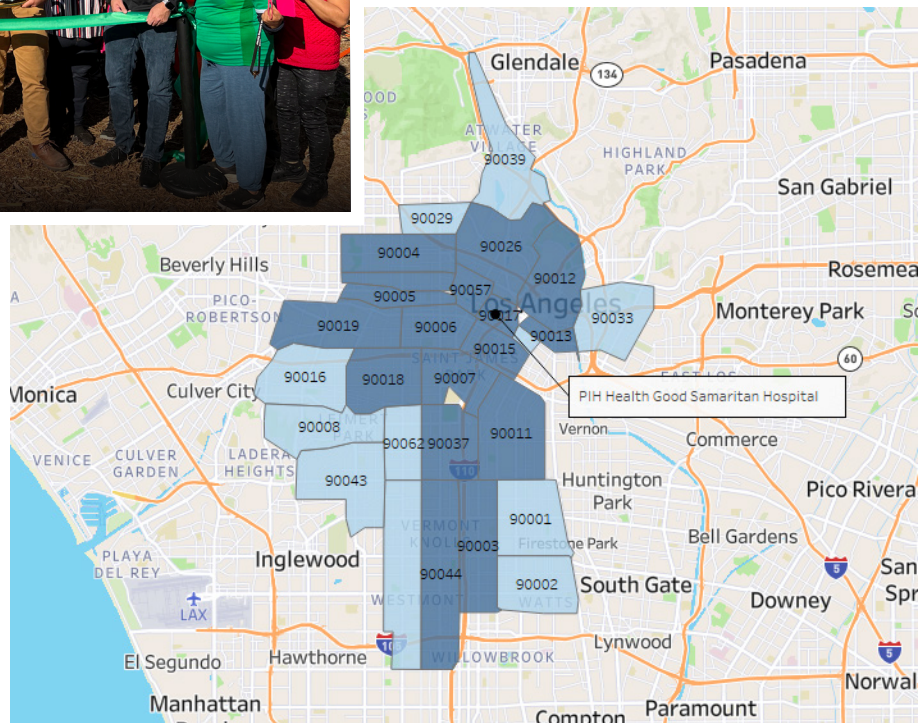 Glendale
134
Pasadena
OOD
ATWATER
VILLAGE
90039
HIGHLAND
PARK
San Gabriel
90029
90026
90004
Beverly Hills
90012
Rosemea
A
PICO-
ROBERTSON
90057
90005
Los Angeles
90017
90033
Monterey Park
90019
90006
90013
90015
SAINT JAMES
60
90016
90018
90007
EAST LOS
PIH Health Good Samaritan Hospital
Monica
Culver City
90008
LEIMER
PARK
90062
90037
90011
Vernon
Commerce
VENICE
CULVER
GARDEN
LADERA
HEIGHTS
90043
110
Huntington
Park
Pico Rivera
90001
VERMONT
KNOLL
90003
Firestone Park
Bell Gardens
PLAYA
DEL REY
Inglewood
90044
90002
South Gate
5
San
Spr
LAX
WESTMONT
WATTS
Downey
Lynwood
El Segundo
Hawthorne
105
WILLOWBROOK
5
Norwal
Manhattan
Compton
Paramount